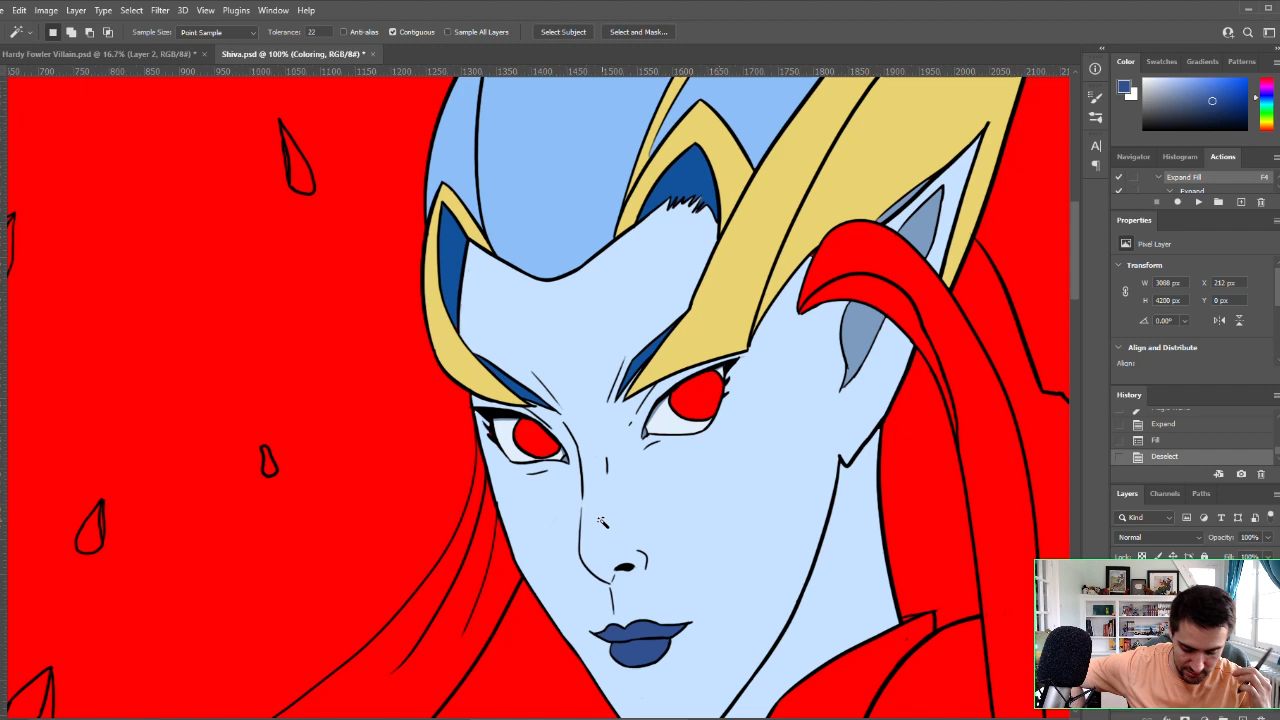 Edit Image Layer Type Select Filter 3D View Plugins Window Help
Sample Size: Point Sample Tolerance: 22 Anti-alias Contiguous Sample All Layers Select Subject Select and Mask...
Hardy Fowler Villain.psd @ 16.7% (Layer 2, RGB/8#) * × Shiva.psd @ 100% (Coloring, RGB/8#) * ×
700 750 800 850 900 950 1000 1050 1100 1150 1200 1250 1300 1350 1400 1450 1500 1550 1600 1650 1700 1750 1800 1850 1900 1950 2000 2050
Color Swatches Gradients Patterns
Navigator Histogram Actions
Expand Fill F4
Expand
Properties
Pixel Layer
Transform
W 3088 px X 212 px
H 4200 px Y 0 px
0.00°
Align and Distribute
Align:
History
Expand
Fill
Deselect
Layers Channels Paths
Kind
Normal Opacity: 100%
Lock: Fill: 100%